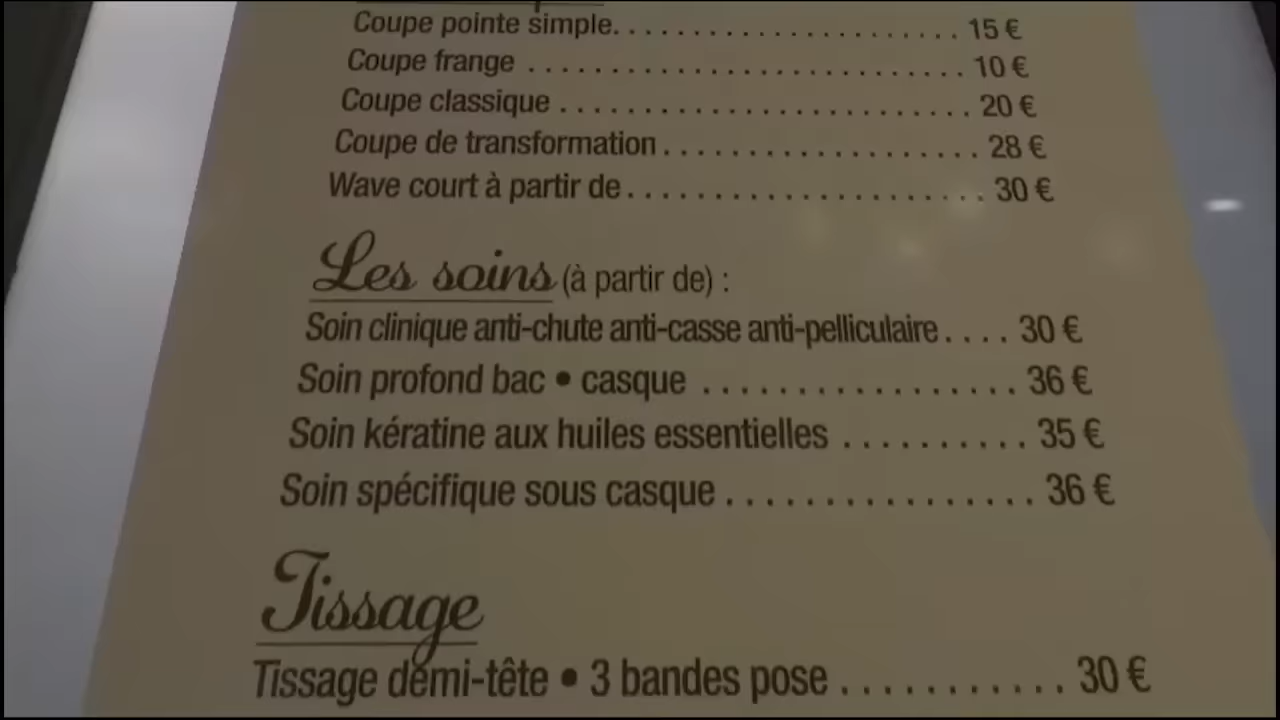 Coupe pointe simple. . . . . . . . . . . . . . . . . . . . . 15 €
Coupe frange . . . . . . . . . . . . . . . . . . . . . . . . . . 10 €
Coupe classique . . . . . . . . . . . . . . . . . . . . . . . . 20 €
Coupe de transformation . . . . . . . . . . . . . . . . . . . 28 €
Wave court à partir de . . . . . . . . . . . . . . . . . . . . . 30 €
Les soins (à partir de) :
Soin clinique anti-chute anti-casse anti-pelliculaire . . . . 30 €
Soin profond bac • casque . . . . . . . . . . . . . . . . 36 €
Soin kératine aux huiles essentielles . . . . . . . . . . 35 €
Soin spécifique sous casque . . . . . . . . . . . . . . . . 36 €
Tissage
Tissage demi-tête • 3 bandes pose . . . . . . . . . . . 30 €